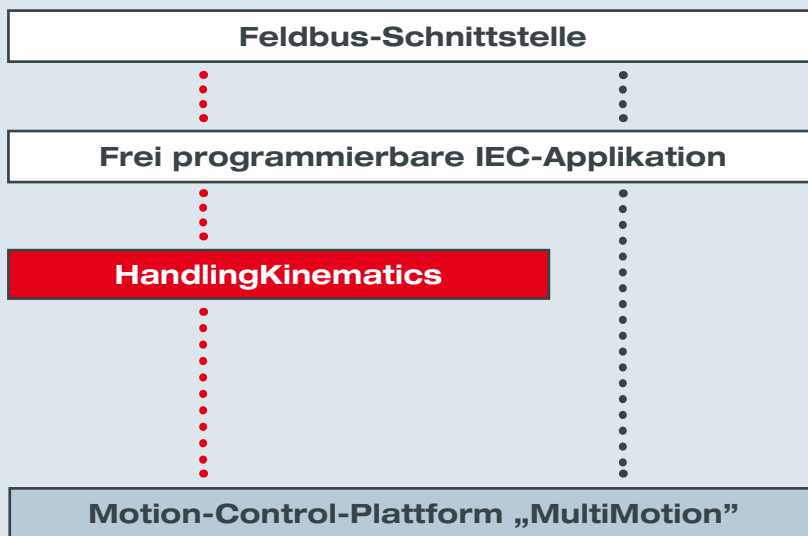 Feldbus-Schnittstelle
Frei programmierbare IEC-Applikation
HandlingKinematics
Motion-Control-Plattform „MultiMotion”